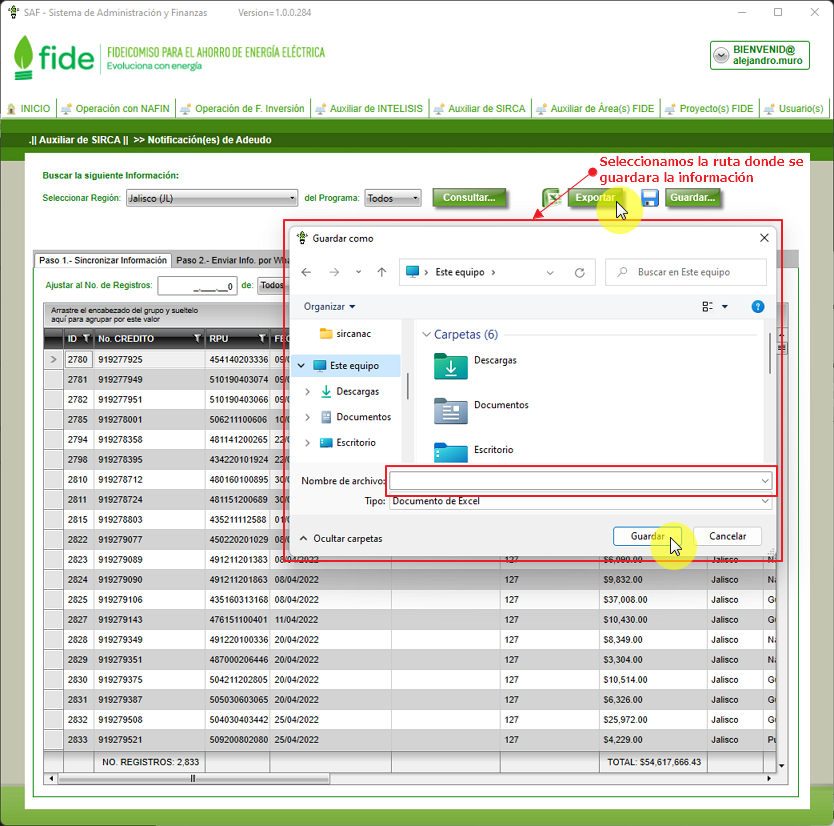 SAF - Sistema de Administración y Finanzas Version=1.0.0.284
fide
FIDEICOMISO PARA EL AHORRO DE ENERGÍA ELÉCTRICA
Evoluciona con energía
BIENVENID@
alejandro.muro
INICIO Operación con NAFIN Operación de F. Inversión Auxiliar de INTELISIS Auxiliar de SIRCA Auxiliar de Área(s) FIDE Proyecto(s) FIDE Usuario(s)
.|| Auxiliar de SIRCA || >> Notificación(es) de Adeudo
Seleccionamos la ruta donde se
guardara la información
Buscar la siguiente Información:
Seleccionar Región: Jalisco (JL) del Programa: Todos Consultar... Exportar Guardar...
Guardar como
Paso 1.- Sincronizar Información Paso 2.- Enviar Info. por Wha
Ajustar al No. de Registros: _.___.__0 de: Todos
Este equipo Buscar en Este equipo
Organizar
Arrastre el encabezado del grupo y sueltelo
aquí para agrupar por este valor
sircanac
Este equipo
Descargas
Documentos
Escritorio
Carpetas (6)
Descargas
Documentos
Escritorio
Nombre de archivo:
Tipo: Documento de Excel
Ocultar carpetas
Guardar Cancelar
ID No. CREDITO RPU
2780 919277925 454140203336
2781 919277949 510190403074
2782 919277951 510190403066
2785 919278001 506211100606
2794 919278358 481141200265
2798 919278395 434220101924
2810 919278712 480160100895
2811 919278724 481151200689
2815 919278803 435211112588
2822 919279077 450220201029
2823 919279089 491211201383 08/04/2022 127 $6,090.00 Jalisco
2824 919279090 491211201863 08/04/2022 127 $9,832.00 Jalisco
2825 919279106 435160313168 08/04/2022 127 $37,008.00 Jalisco
2827 919279143 476151100401 11/04/2022 127 $10,430.00 Jalisco
2828 919279349 491220100336 20/04/2022 127 $8,349.00 Jalisco
2829 919279351 487000206446 20/04/2022 127 $3,304.00 Jalisco
2830 919279375 504211202805 20/04/2022 127 $10,514.00 Jalisco
2831 919279387 505030603065 20/04/2022 127 $6,326.00 Jalisco
2832 919279508 504030403442 25/04/2022 127 $25,972.00 Jalisco
2833 919279521 509200802080 25/04/2022 127 $4,229.00 Jalisco
NO. REGISTROS: 2,833 TOTAL: $54,617,666.43